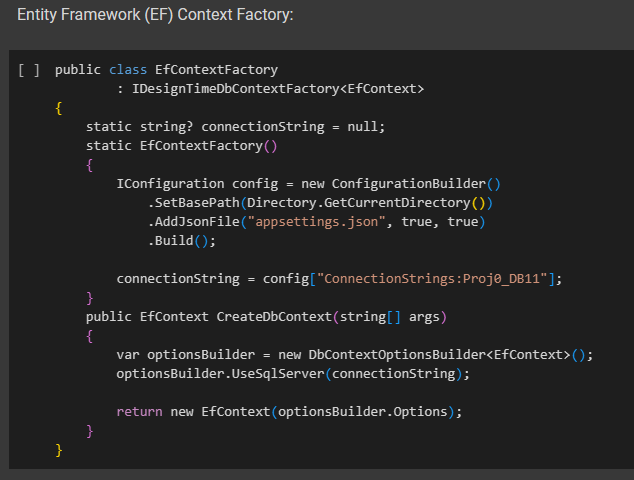 Entity Framework (EF) Context Factory:
[ ] public class EfContextFactory
: IDesignTimeDbContextFactory<EfContext>
{
static string? connectionString = null;
static EfContextFactory()
{
IConfiguration config = new ConfigurationBuilder()
.SetBasePath(Directory.GetCurrentDirectory())
.AddJsonFile("appsettings.json", true, true)
.Build();
connectionString = config["ConnectionStrings:Proj0_DB11"];
}
public EfContext CreateDbContext(string[] args)
{
var optionsBuilder = new DbContextOptionsBuilder<EfContext>();
optionsBuilder.UseSqlServer(connectionString);
return new EfContext(optionsBuilder.Options);
}
}